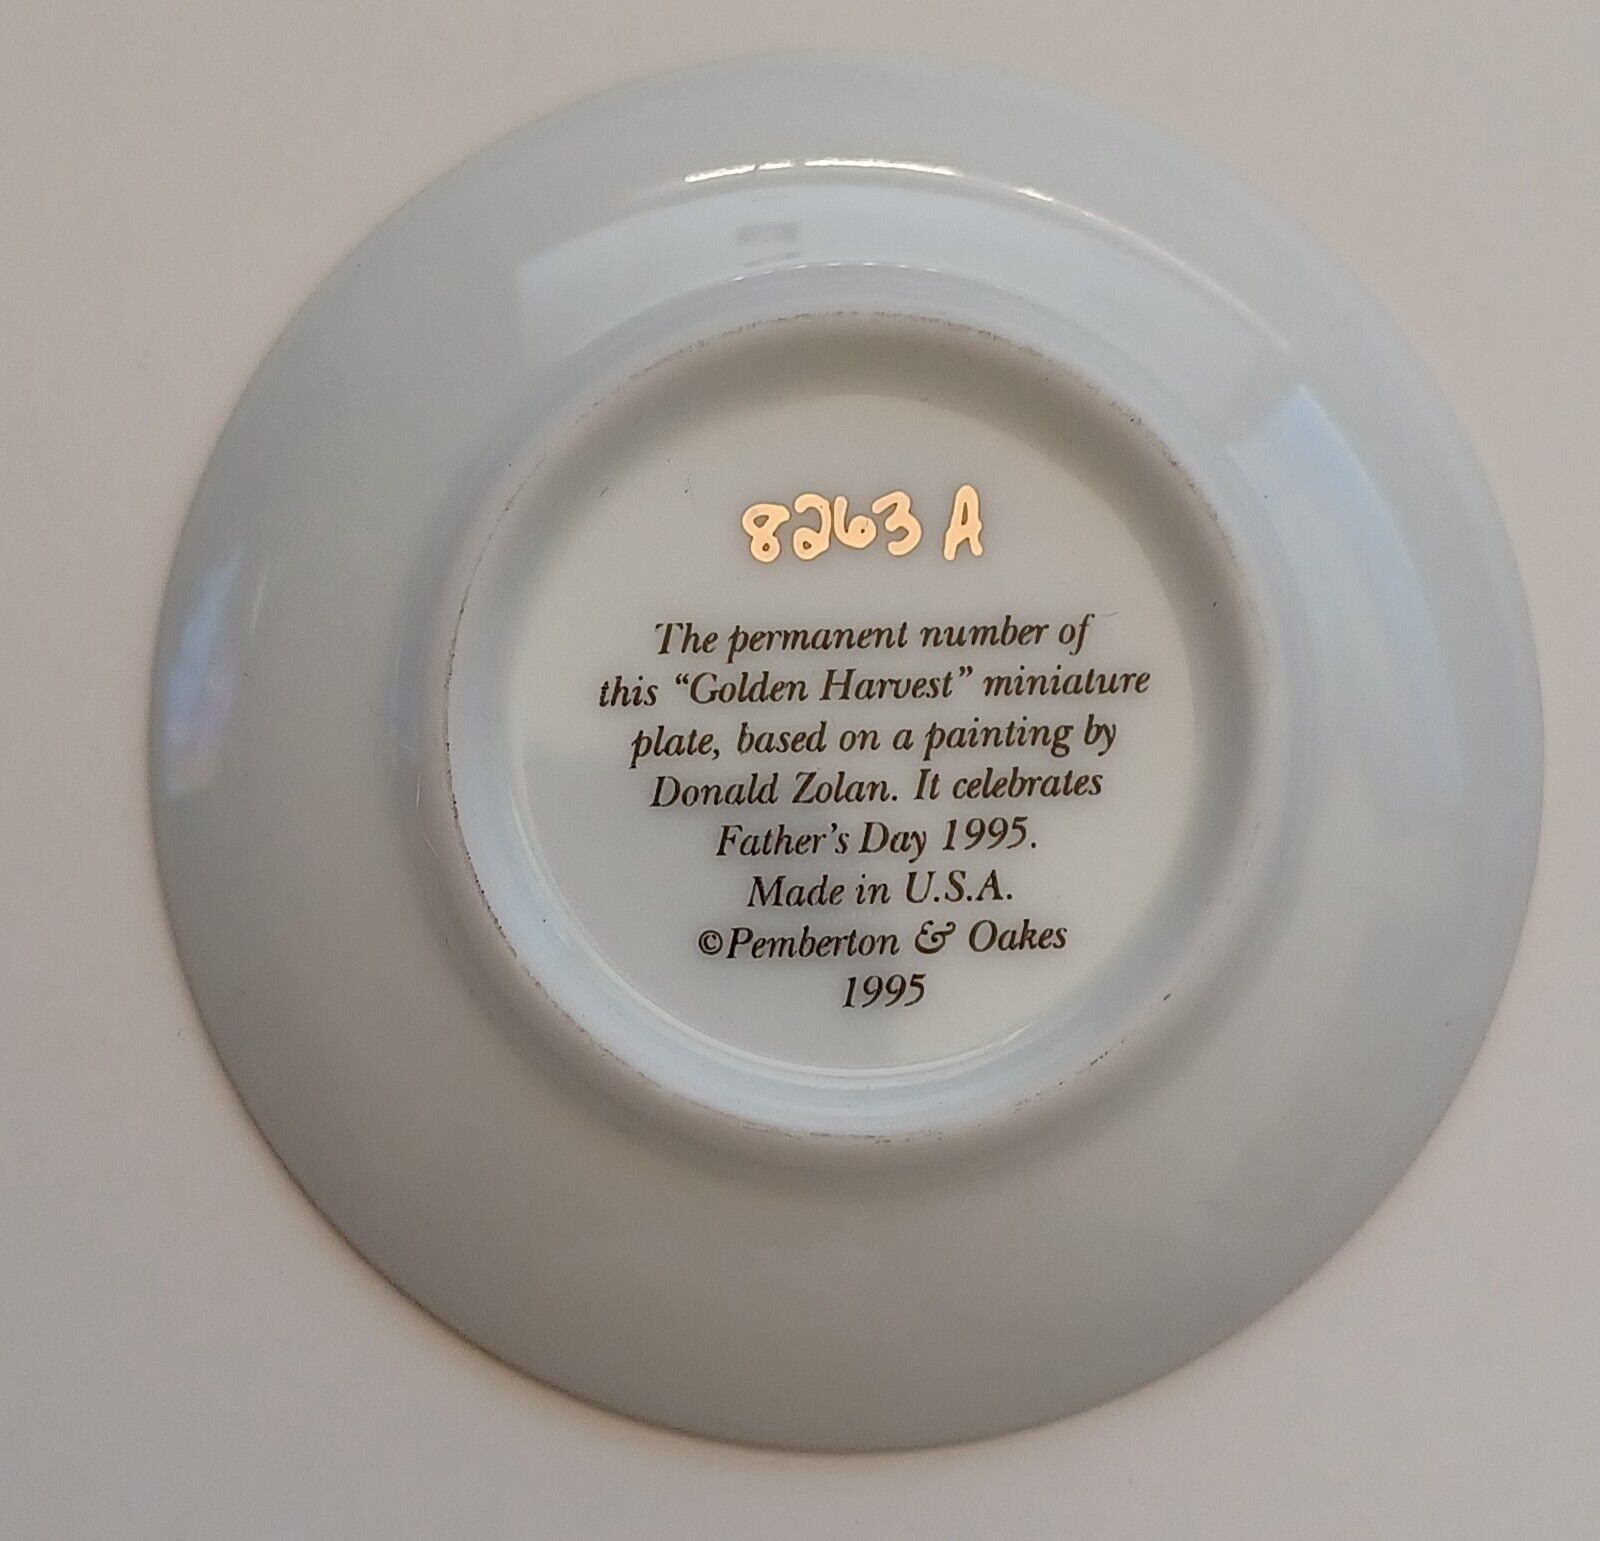 8263 A
The permanent number of
this “Golden Harvest” miniature
plate, based on a painting by
Donald Zolan. It celebrates
Father’s Day 1995.
Made in U.S.A.
©Pemberton & Oakes
1995